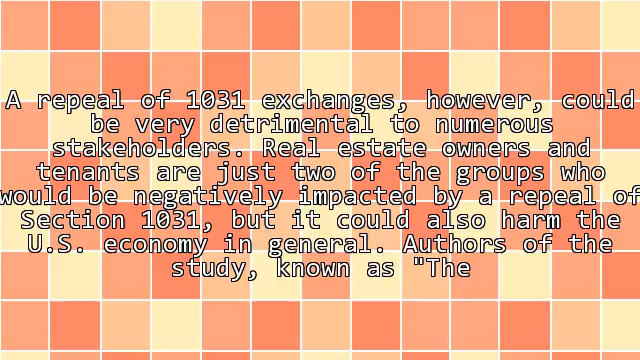 A repeal of 1031 exchanges, however, could
be very detrimental to numerous
stakeholders. Real estate owners and
tenants are just two of the groups who
would be negatively impacted by a repeal of
Section 1031, but it could also harm the
U.S. economy in general. Authors of the
study, known as "The